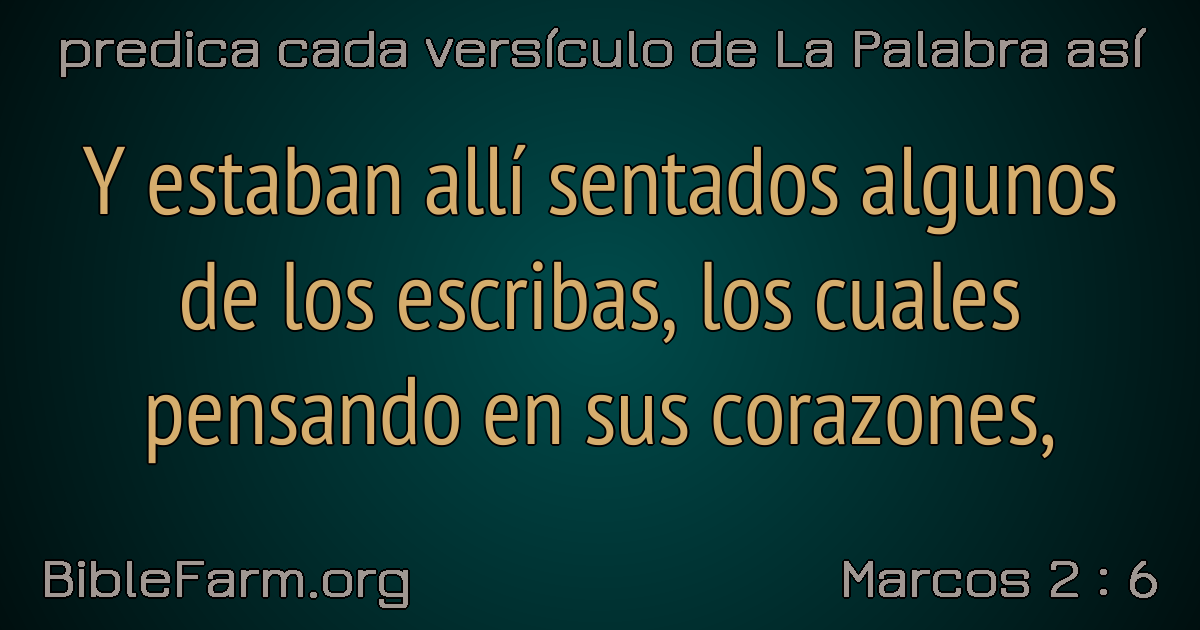 predica cada versículo de La Palabra así
Y estaban allí sentados algunos
de los escribas, los cuales
pensando en sus corazones,
BibleFarm.org
Marcos 2 : 6